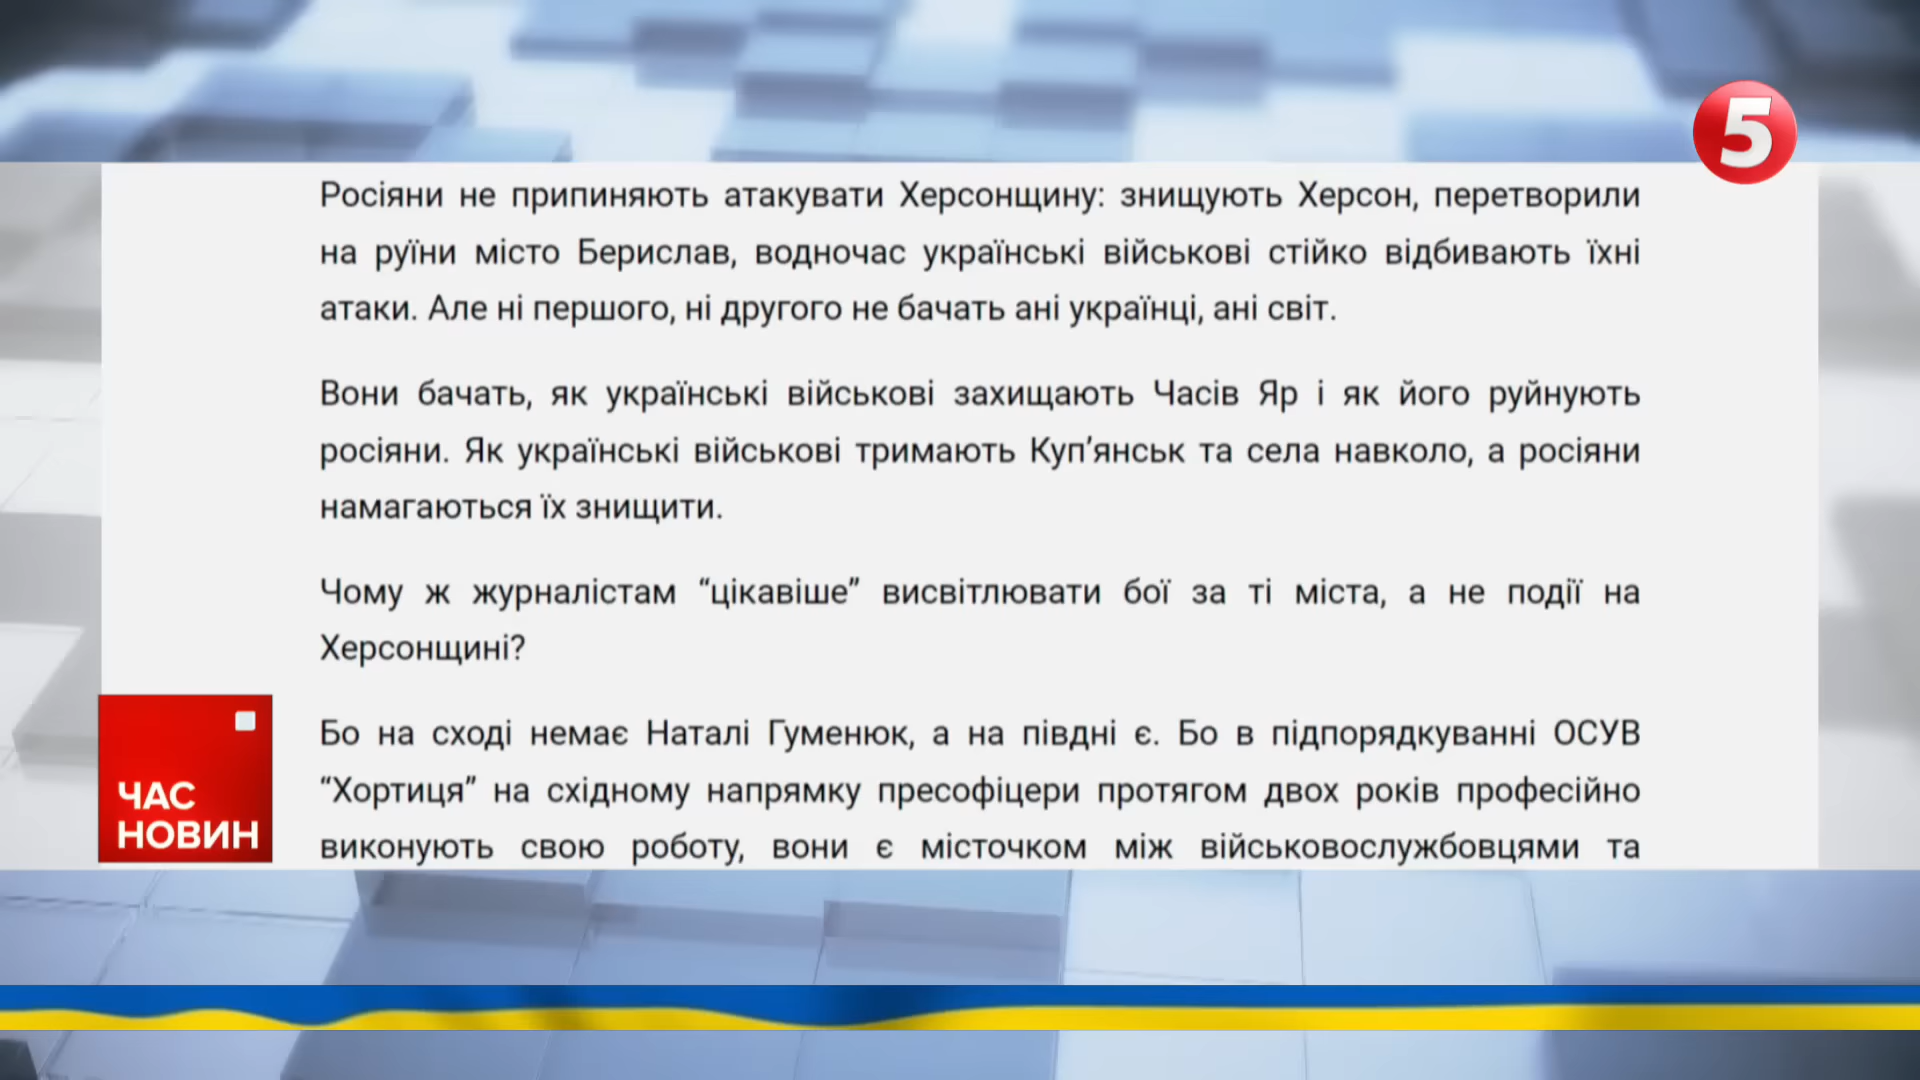 5
Росіяни не припиняють атакувати Херсонщину: знищують Херсон, перетворили
на руїни місто Берислав, водночас українські військові стійко відбивають їхні
атаки. Але ні першого, ні другого не бачать ані українці, ані світ.
Вони бачать, як українські військові захищають Часів Яр і як його руйнують
росіяни. Як українські військові тримають Куп’янськ та села навколо, а росіяни
намагаються їх знищити.
Чому ж журналістам “цікавіше” висвітлювати бої за ті міста, а не події на
Херсонщині?
Бо на сході немає Наталі Гуменюк, а на півдні є. Бо в підпорядкуванні ОСУВ
“Хортиця” на східному напрямку пресофіцери протягом двох років професійно
виконують свою роботу, вони є місточком між військовослужбовцями та
ЧАС
НОВИН